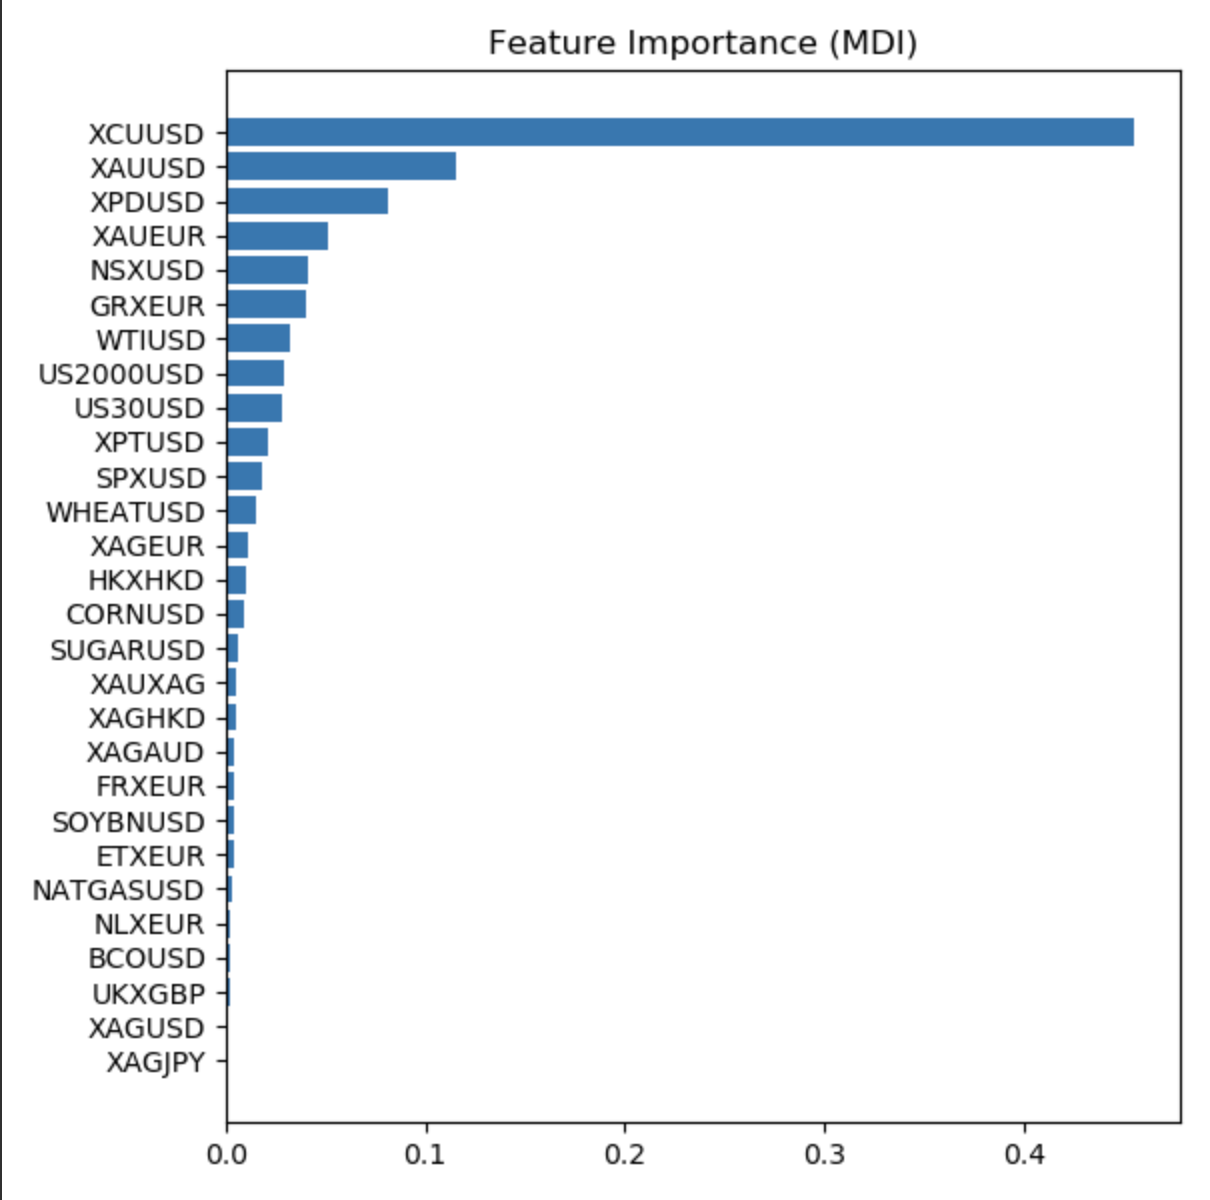 Feature Importance (MDI)
XCUUSD
XAUUSD
XPDUSD
XAUEUR
NSXUSD
GRXEUR
WTIUSD
US2000USD
US30USD
XPTUSD
SPXUSD
WHEATUSD
XAGEUR
HKXHKD
CORNUSD
SUGARUSD
XAUXAG
XAGHKD
XAGAUD
FRXEUR
SOYBNUSD
ETXEUR
NATGASUSD
NLXEUR
BCOUSD
UKXGBP
XAGUSD
XAGJPY
0.0 0.1 0.2 0.3 0.4